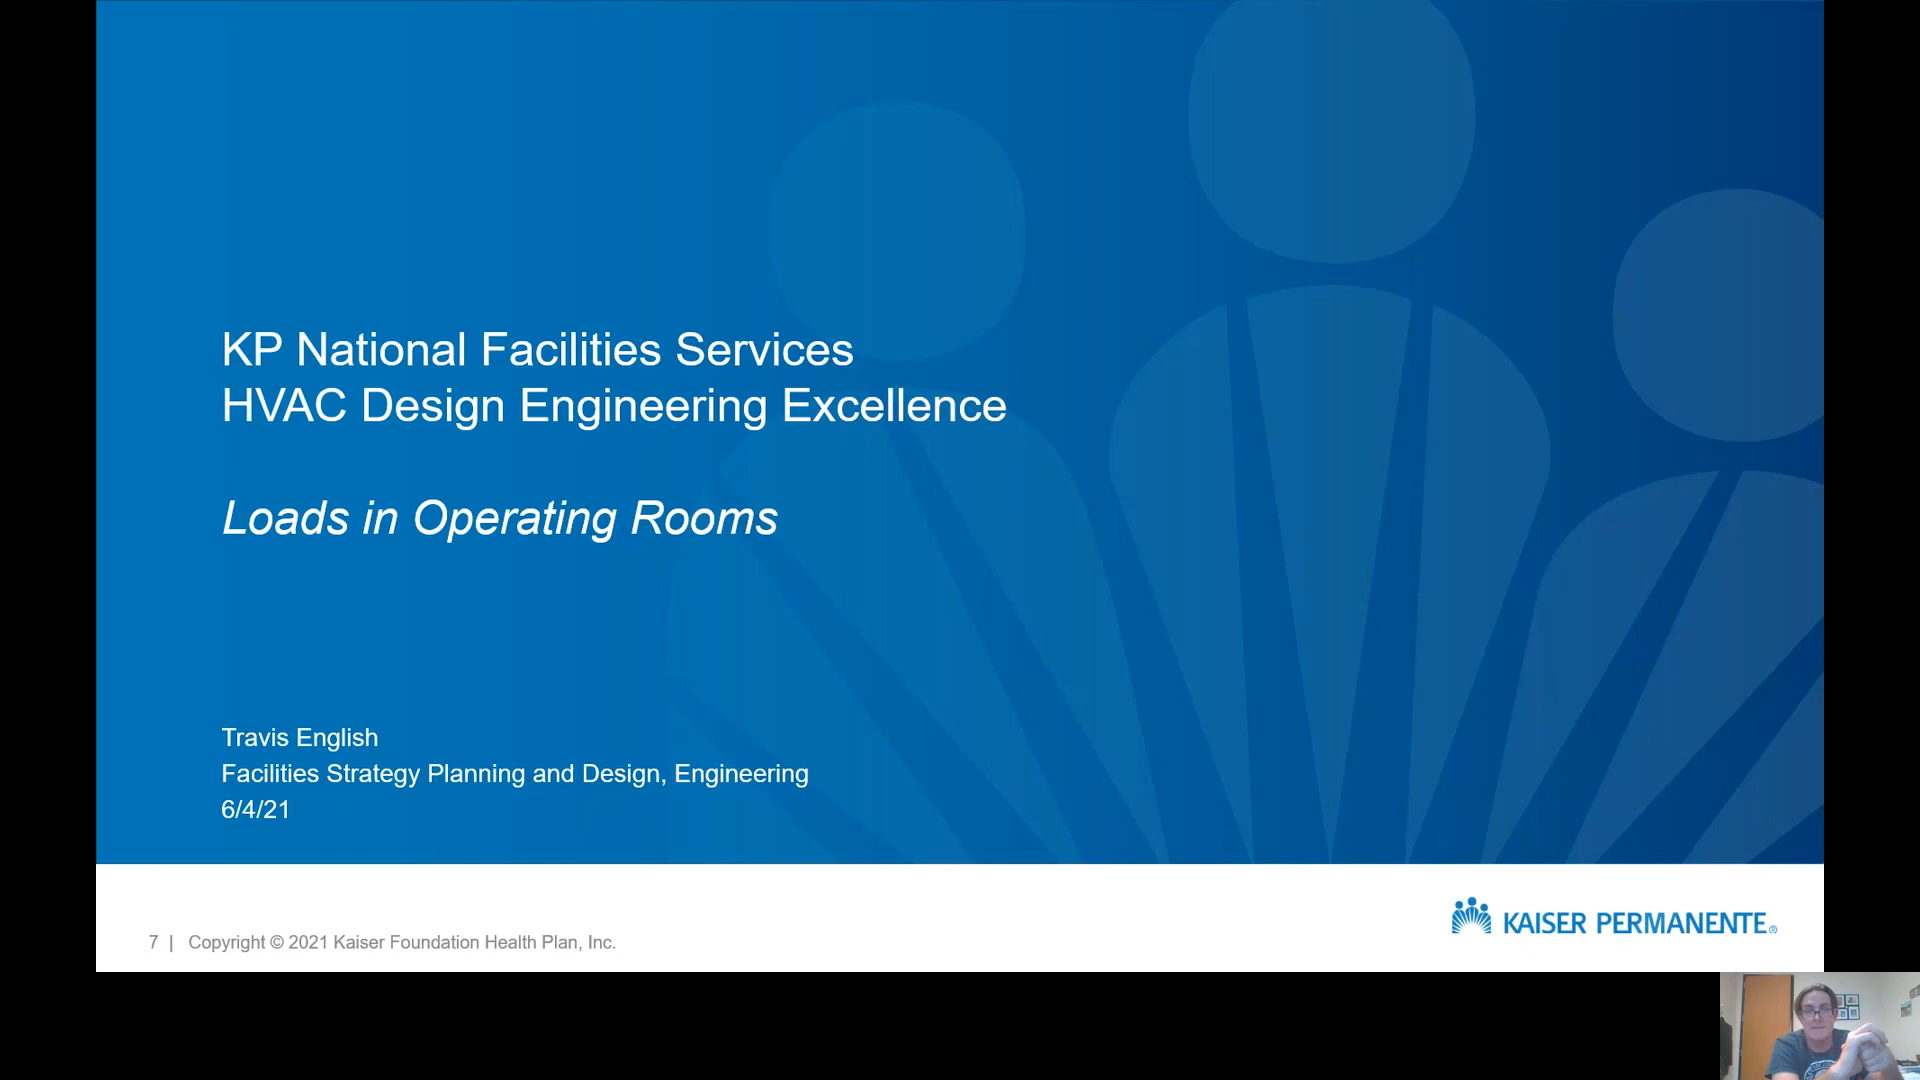 KP National Facilities Services
HVAC Design Engineering Excellence
Loads in Operating Rooms
Travis English
Facilities Strategy Planning and Design, Engineering
6/4/21
7 | Copyright © 2021 Kaiser Foundation Health Plan, Inc.
KAISER PERMANENTE®